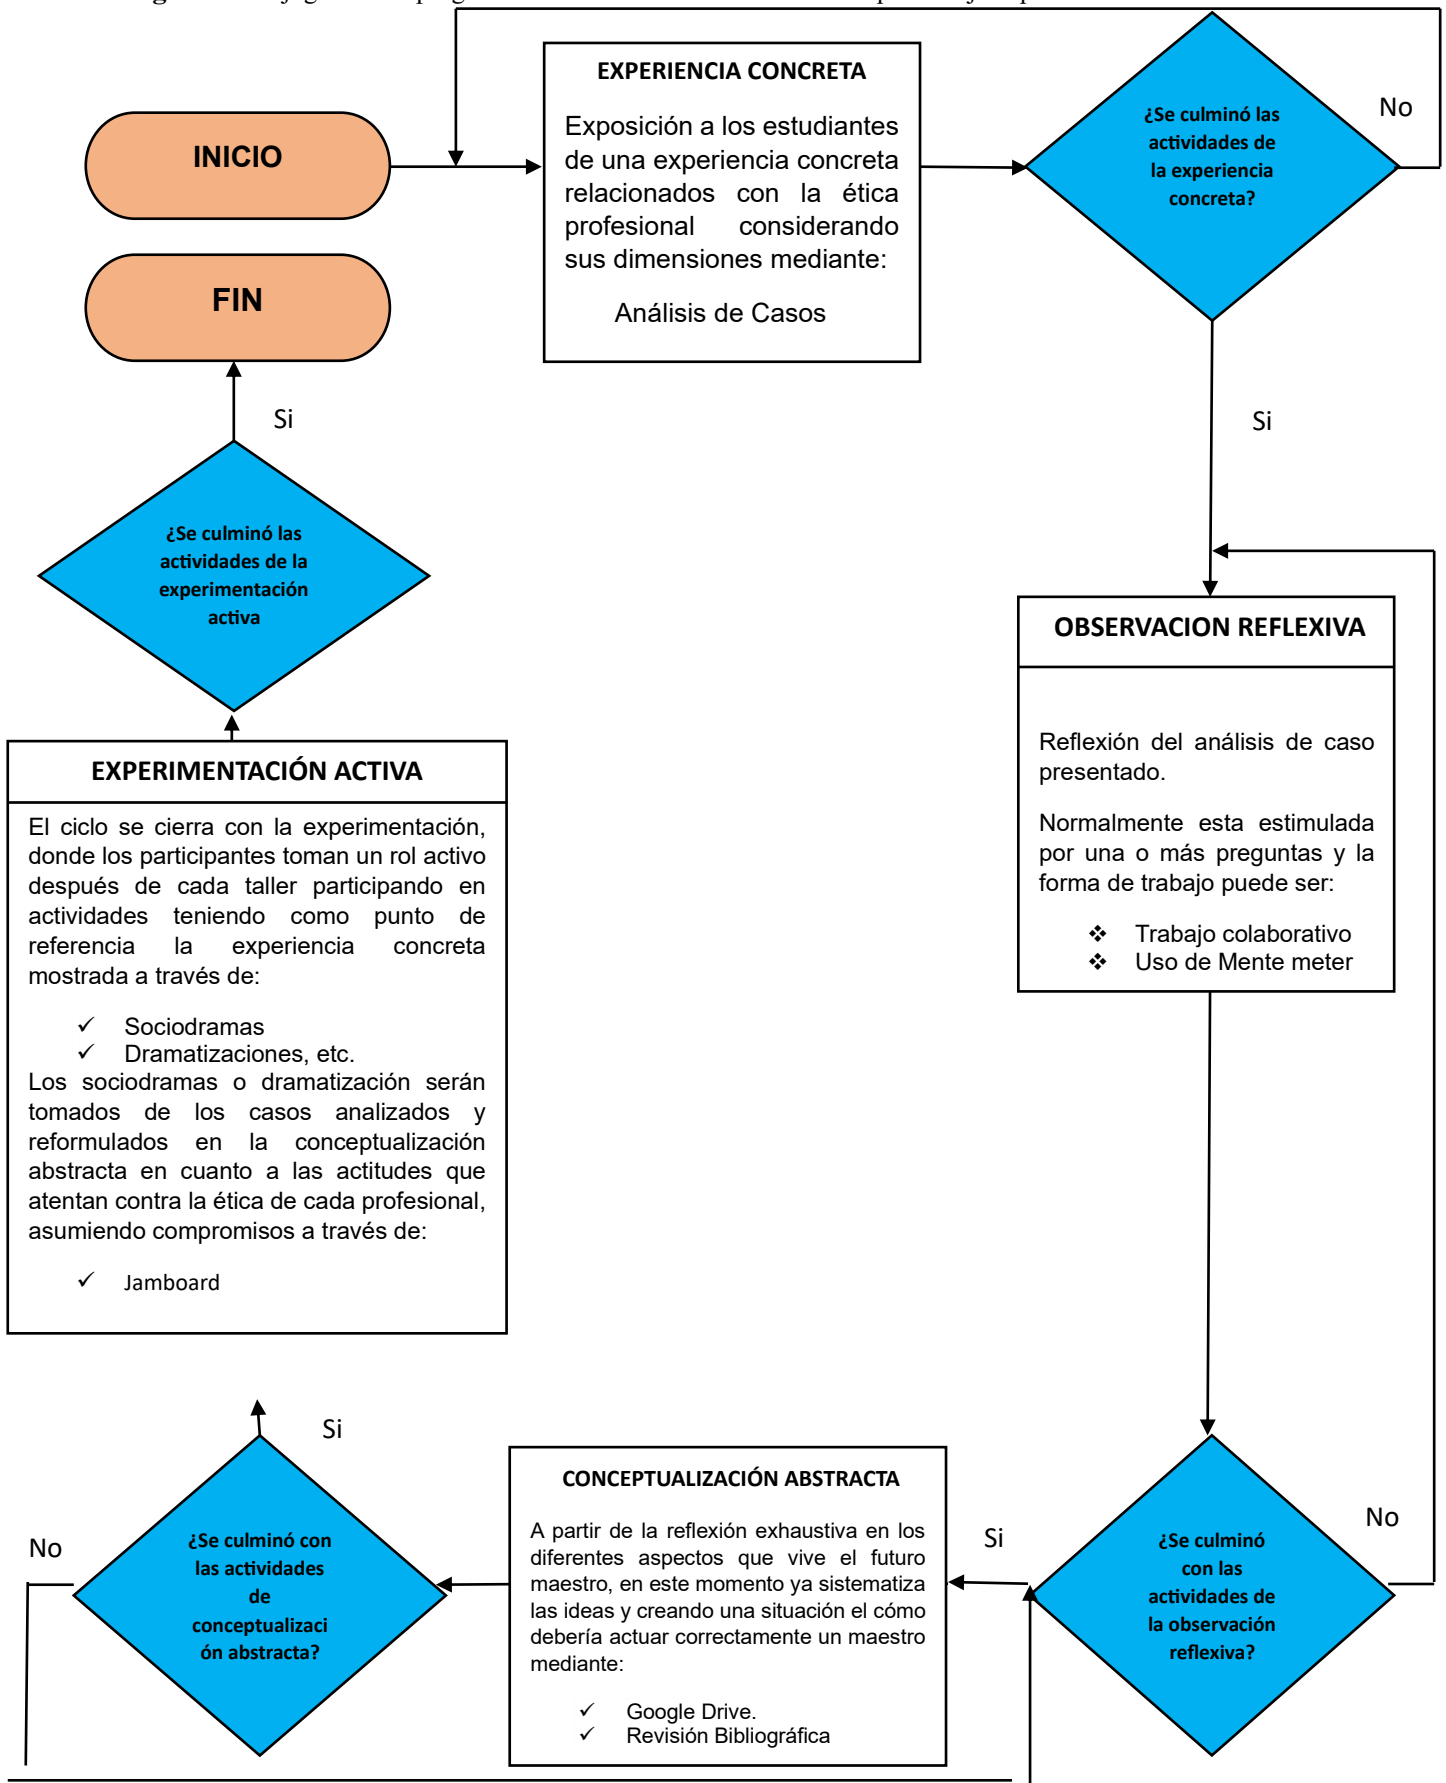 INICIO
EXPERIENCIA CONCRETA
Exposición a los estudiantes
de una experiencia concreta
relacionados con la ética
profesional considerando
sus dimensiones mediante:
Análisis de Casos
¿Se culminó las
actividades de
la experiencia
concreta?
No
Si
FIN
Si
¿Se culminó las
actividades de la
experimentación
activa
OBSERVACION REFLEXIVA
Reflexión del análisis de caso
presentado.
Normalmente esta estimulada
por una o más preguntas y la
forma de trabajo puede ser:
❖ Trabajo colaborativo
❖ Uso de Mente meter
EXPERIMENTACIÓN ACTIVA
El ciclo se cierra con la experimentación,
donde los participantes toman un rol activo
después de cada taller participando en
actividades teniendo como punto de
referencia la experiencia concreta
mostrada a través de:
✓ Sociodramas
✓ Dramatizaciones, etc.
Los sociodramas o dramatización serán
tomados de los casos analizados y
reformulados en la conceptualización
abstracta en cuanto a las actitudes que
atentan contra la ética de cada profesional,
asumiendo compromisos a través de:
✓ Jamboard
Si
No
¿Se culminó con
las actividades
de
conceptualizaci
ón abstracta?
CONCEPTUALIZACIÓN ABSTRACTA
A partir de la reflexión exhaustiva en los
diferentes aspectos que vive el futuro
maestro, en este momento ya sistematiza
las ideas y creando una situación el cómo
debería actuar correctamente un maestro
mediante:
✓ Google Drive.
✓ Revisión Bibliográfica
Si
¿Se culminó
con las
actividades de
la observación
reflexiva?
No